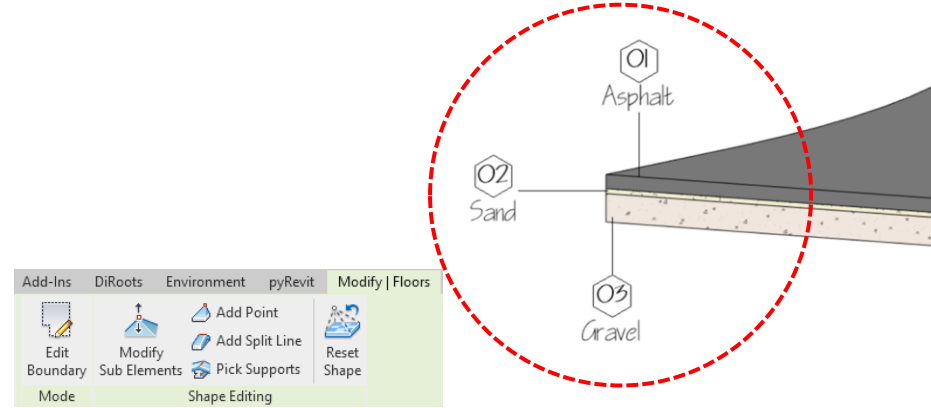 01
Asphalt
02
Sand
03
Gravel
Add-Ins DiRoots Environment pyRevit Modify | Floors
Edit Boundary
Modify Sub Elements
Add Point
Add Split Line
Pick Supports
Reset Shape
Mode Shape Editing